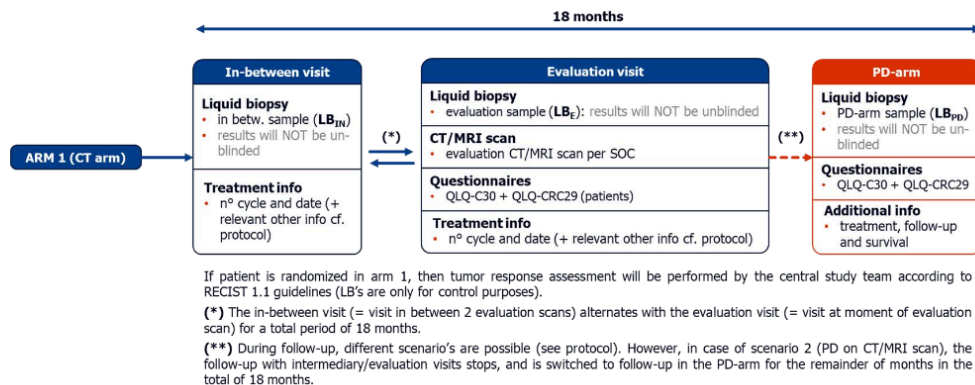 18 months
In-between visit
Liquid biopsy
• in betw. sample (LB_IN)
• results will NOT be un-
blinded
Treatment info
• n° cycle and date (+
relevant other info cf.
protocol)
ARM 1 (CT arm)
(*)
Evaluation visit
Liquid biopsy
• evaluation sample (LB_E): results will NOT be unblinded
CT/MRI scan
• evaluation CT/MRI scan per SOC
Questionnaires
• QLQ-C30 + QLQ-CRC29 (patients)
Treatment info
• n° cycle and date (+ relevant other info cf. protocol)
(**)
PD-arm
Liquid biopsy
• PD-arm sample (LB_PD)
• results will NOT be un-
blinded
Questionnaires
• QLQ-C30 + QLQ-CRC29
Additional info
• treatment, follow-up
and survival
If patient is randomized in arm 1, then tumor response assessment will be performed by the central study team according to
RECIST 1.1 guidelines (LB's are only for control purposes).
(*) The in-between visit (= visit in between 2 evaluation scans) alternates with the evaluation visit (= visit at moment of evaluation
scan) for a total period of 18 months.
(**) During follow-up, different scenario's are possible (see protocol). However, in case of scenario 2 (PD on CT/MRI scan), the
follow-up with intermediary/evaluation visits stops, and is switched to follow-up in the PD-arm for the remainder of months in the
total of 18 months.